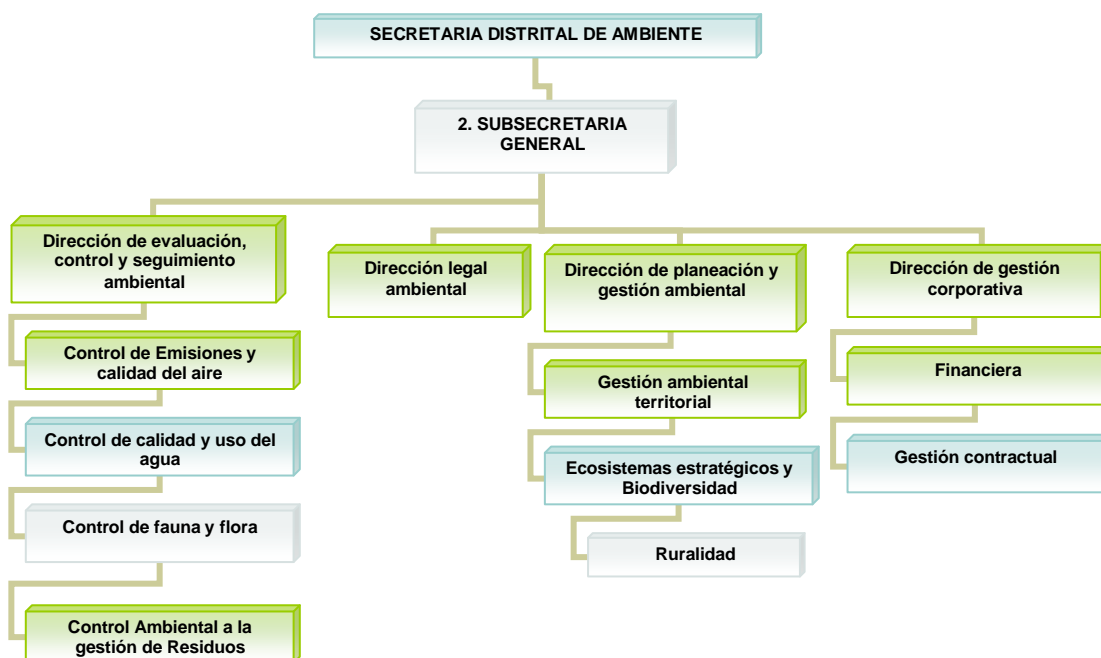 SECRETARIA DISTRITAL DE AMBIENTE
2. SUBSECRETARIA
GENERAL
Dirección de evaluación,
control y seguimiento
ambiental
Dirección legal
ambiental
Dirección de planeación y
gestión ambiental
Dirección de gestión
corporativa
Control de Emisiones y
calidad del aire
Control de calidad y uso del
agua
Control de fauna y flora
Control Ambiental a la
gestión de Residuos
Gestión ambiental
territorial
Ecosistemas estratégicos y
Biodiversidad
Ruralidad
Financiera
Gestión contractual